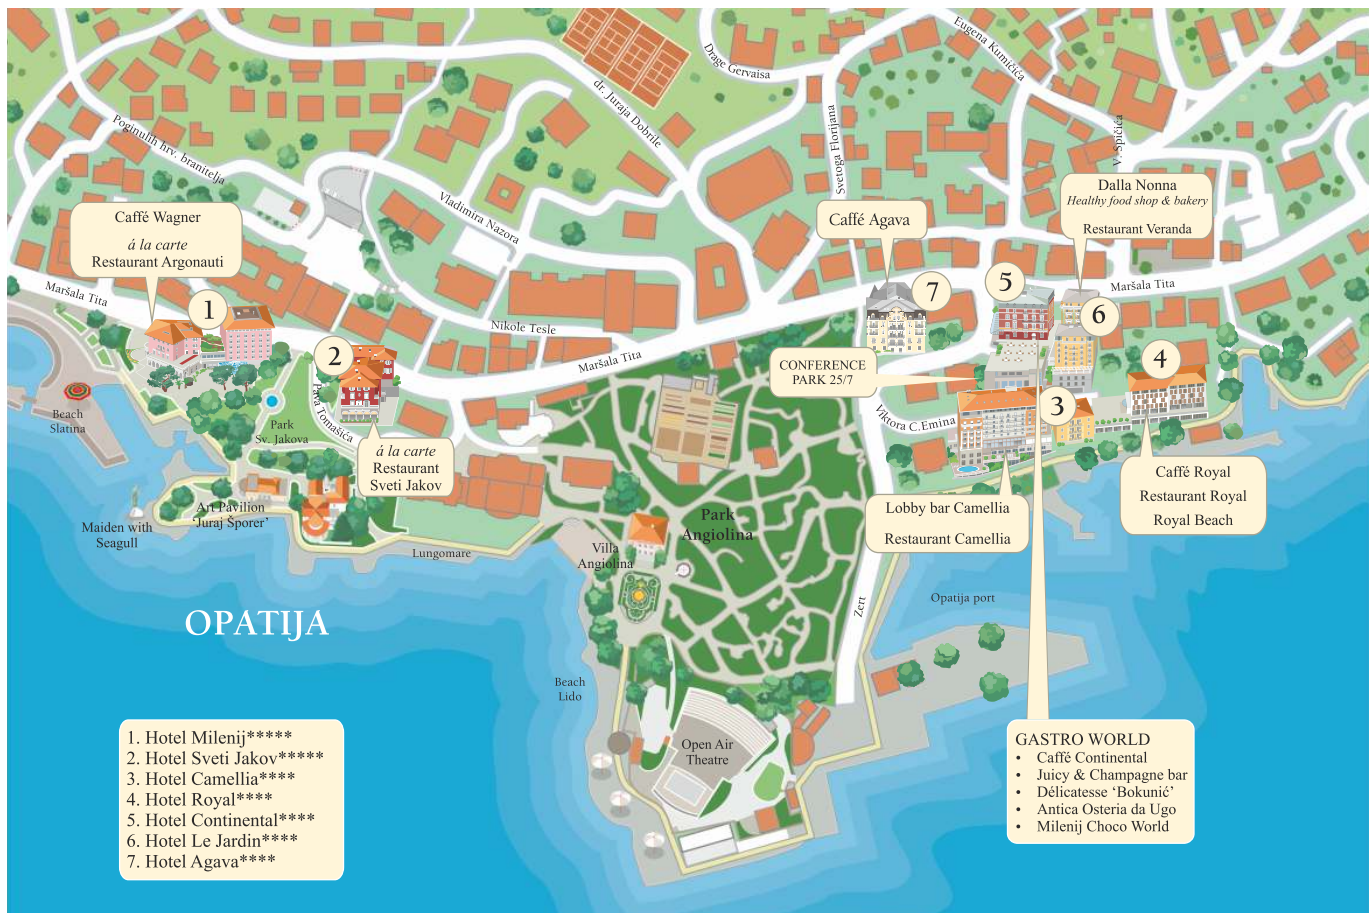 Eugena Kumičića
Drage Gervaisa
dr. Juraja Dobrile
Svetoga Florijana
V. Spičića
Poginulih hrv. branitelja
Vladimira Nazora
Dalla Nonna
Healthy food shop & bakery
Restaurant Veranda
Caffé Wagner
á la carte
Restaurant Argonauti
Caffé Agava
Maršala Tita
Maršala Tita
1
7
5
6
Nikole Tesle
2
Maršala Tita
CONFERENCE
PARK 25/7
4
3
Beach
Slatina
Park
Sv. Jakova
Pava Tomašića
Viktora C.Emina
á la carte
Restaurant
Sveti Jakov
Caffé Royal
Restaurant Royal
Royal Beach
Lobby bar Camellia
Restaurant Camellia
Art Pavilion
'Juraj Šporer'
Maiden with
Seagull
Lungomare
Villa
Angiolina
Park
Angiolina
OPATIJA
Zert
Opatija port
Beach
Lido
Open Air
Theatre
1. Hotel Milenij*****
2. Hotel Sveti Jakov*****
3. Hotel Camellia****
4. Hotel Royal****
5. Hotel Continental****
6. Hotel Le Jardin****
7. Hotel Agava****
GASTRO WORLD
• Caffé Continental
• Juicy & Champagne bar
• Délicatesse ‘Bokunić’
• Antica Osteria da Ugo
• Milenij Choco World